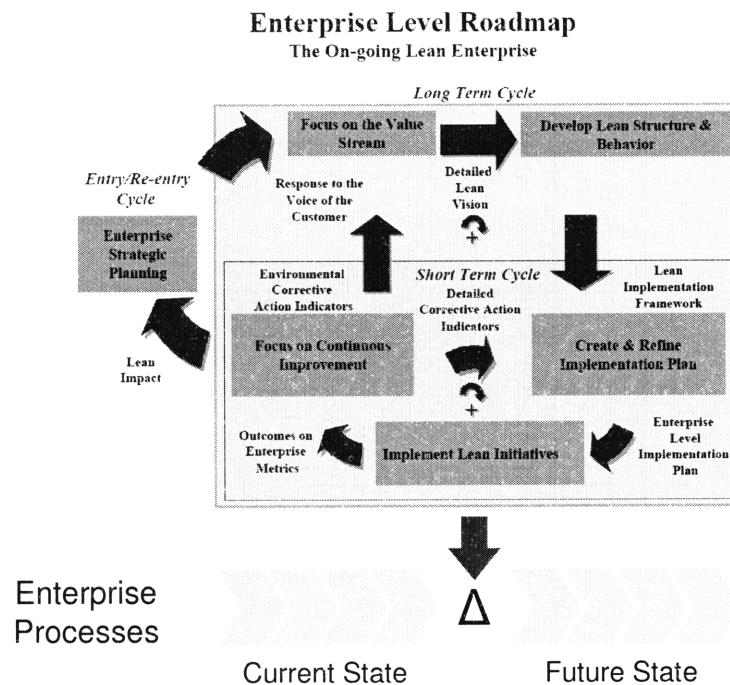 Enterprise Level Roadmap
The On-going Lean Enterprise
Long Term Cycle
Focus on the Value
Stream
Develop Lean Structure &
Behavior
Entry/Re-entry
Cycle
Response to the
Voice of the
Customer
Detailed
Lean
Vision
+
Enterprise
Strategic
Planning
Environmental
Corrective
Action Indicators
Short Term Cycle
Detailed
Corrective Action
Indicators
Lean
Implementation
Framework
Lean
Impact
Focus on Continuous
Improvement
Create & Refine
Implementation Plan
+
Outcomes on
Enterprise
Metrics
Implement Lean Initiatives
Enterprise
Level
Implementation
Plan
Enterprise
Processes
Δ
Current State
Future State